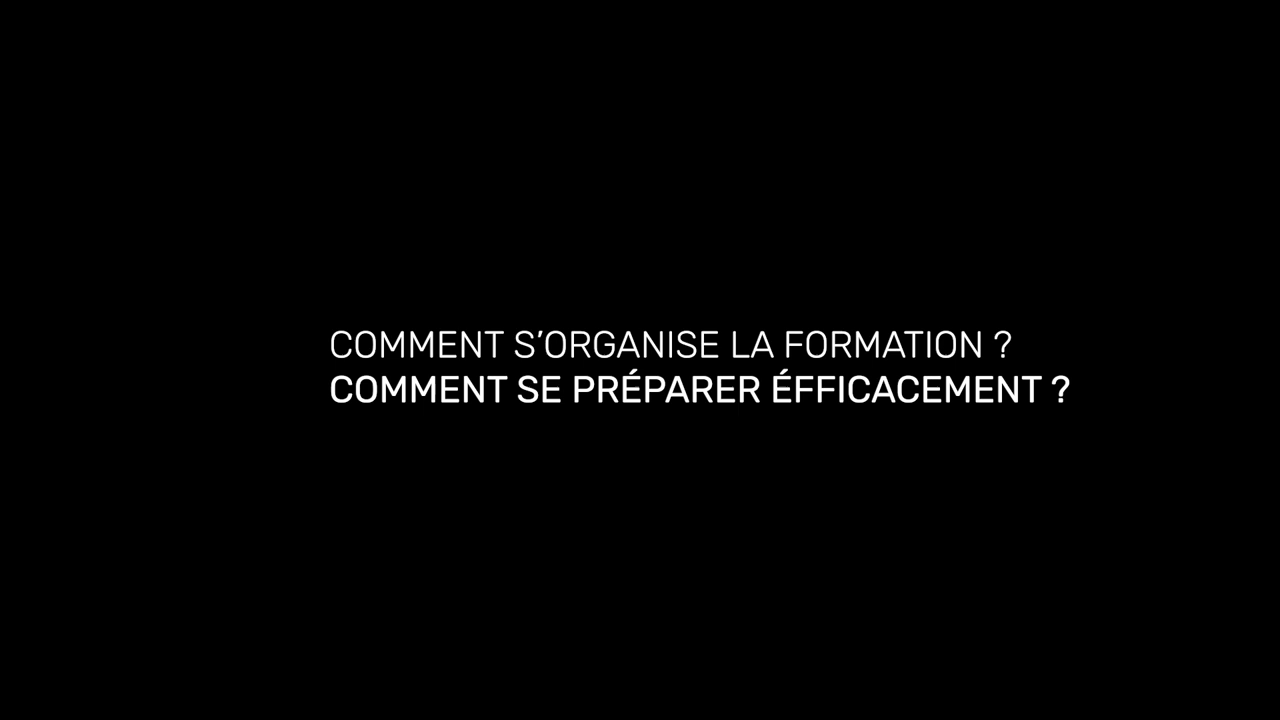 COMMENT S’ORGANISE LA FORMATION ?
COMMENT SE PRÉPARER ÉFFICACEMENT ?